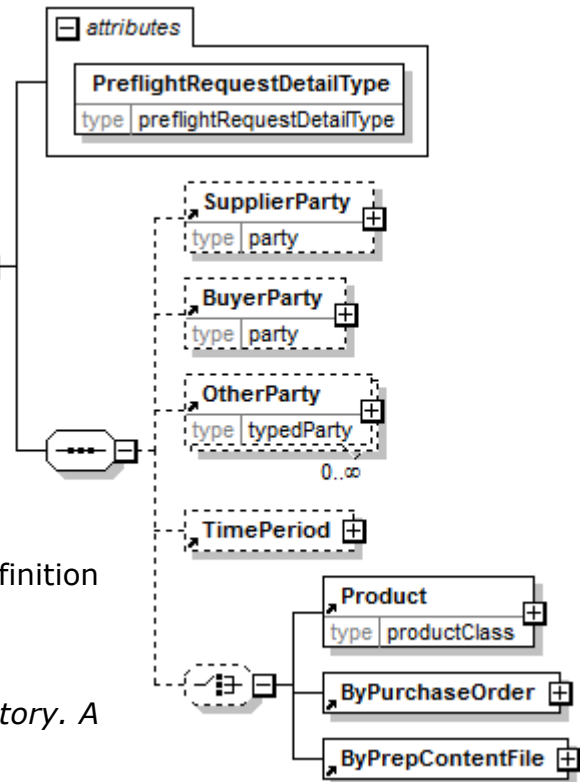 attributes
PreflightRequestDetailType
type preflightRequestDetailType
SupplierParty
type party
BuyerParty
type party
OtherParty
type typedParty
0..∞
TimePeriod
finition
Product
type productClass
ByPurchaseOrder
tory. A
ByPrepContentFile